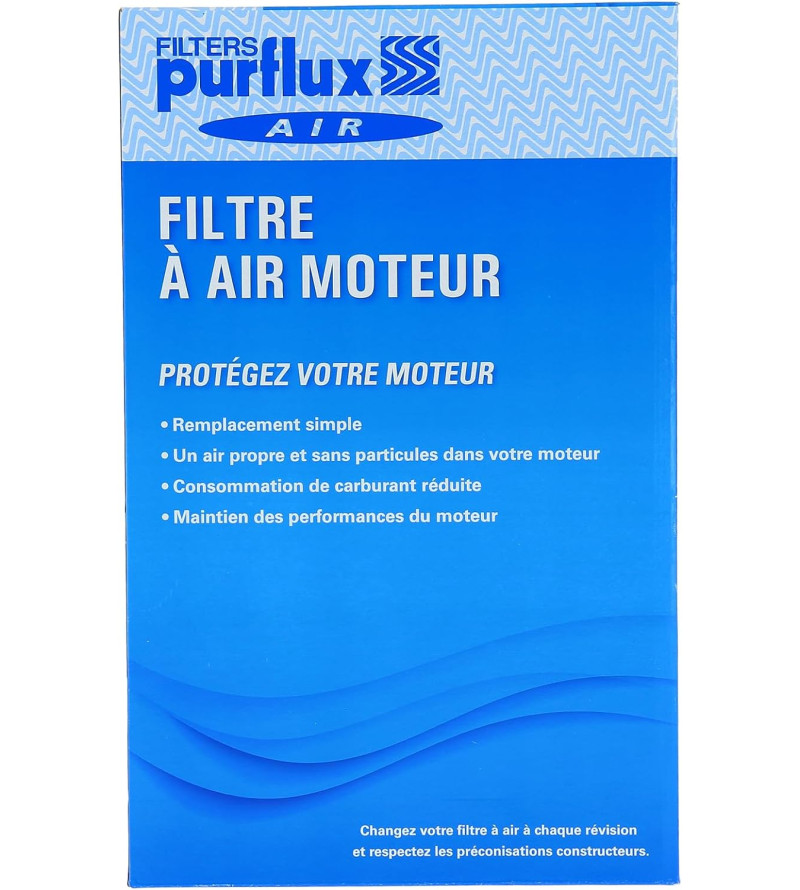 FILTERS
purflux
AIR
FILTRE
À AIR MOTEUR
PROTÉGEZ VOTRE MOTEUR
• Remplacement simple
• Un air propre et sans particules dans votre moteur
• Consommation de carburant réduite
• Maintien des performances du moteur
Changez votre filtre à air à chaque révision
et respectez les préconisations constructeurs.